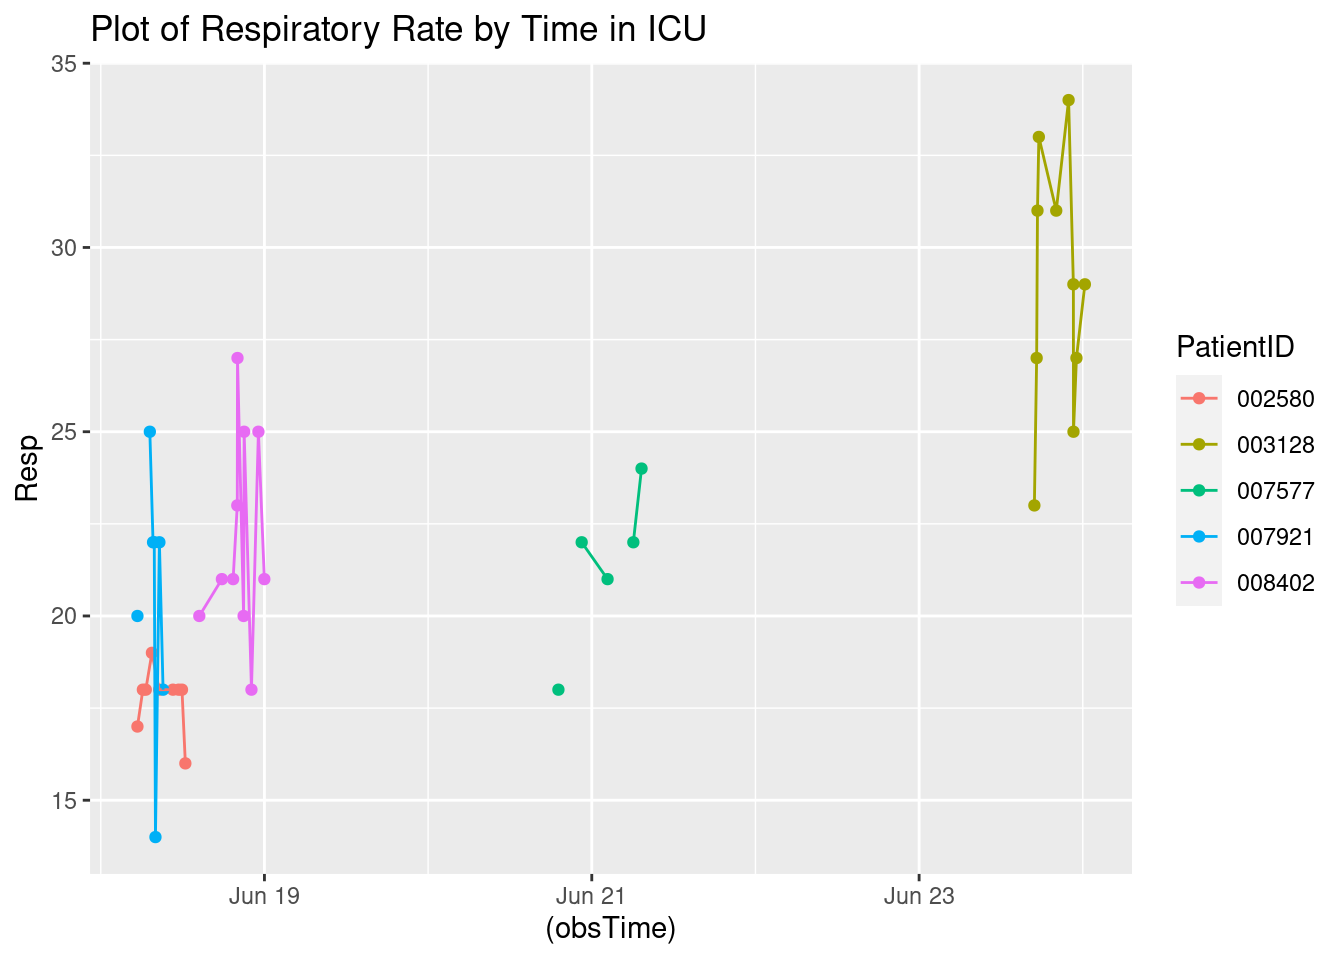 Plot of Respiratory Rate by Time in ICU
35
30
25
20
15
Resp
Jun 19
Jun 21
Jun 23
(obsTime)
PatientID
002580
003128
007577
007921
008402